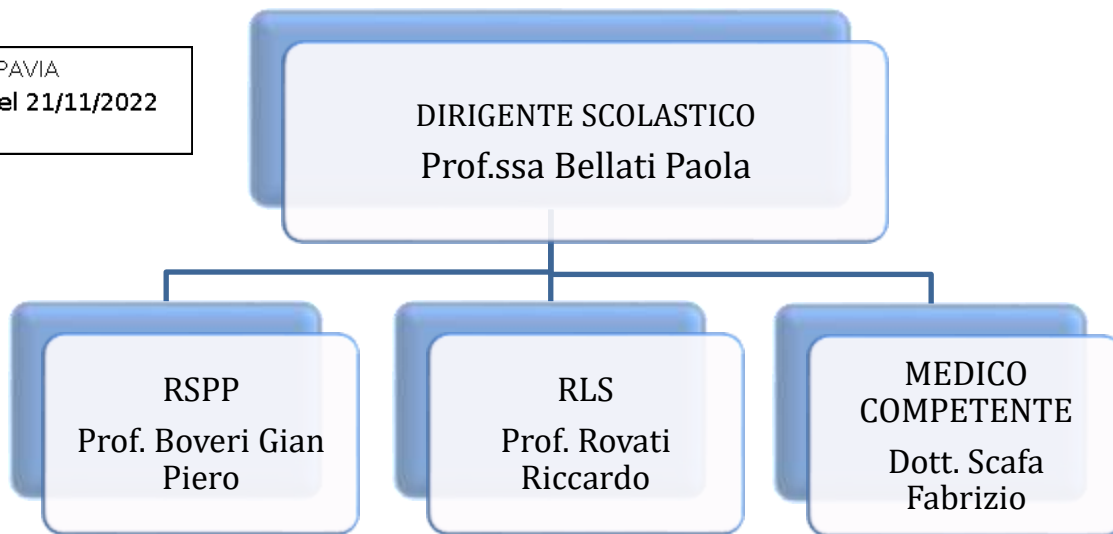 PAVIA
el 21/11/2022
DIRIGENTE SCOLASTICO
Prof.ssa Bellati Paola
RSPP
Prof. Boveri Gian
Piero
RLS
Prof. Rovati
Riccardo
MEDICO
COMPETENTE
Dott. Scafa
Fabrizio